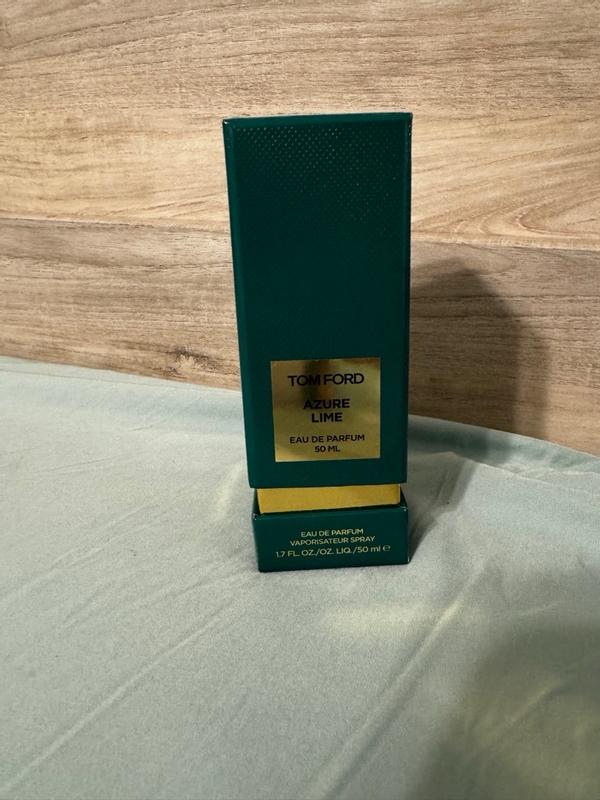 TOM FORD
AZURE
LIME
EAU DE PARFUM
50 ML
EAU DE PARFUM
VAPORISATEUR SPRAY
1.7 FL. OZ./OZ. LIQ./50 ml ℮